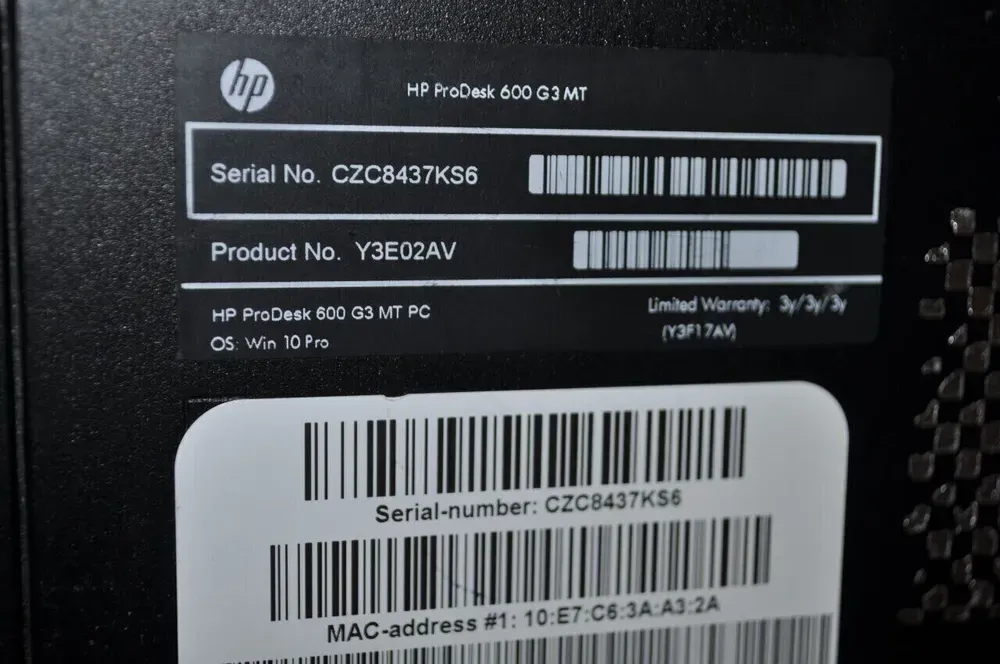 hp
HP ProDesk 600 G3 MT
Serial No. CZC8437KS6
Product No. Y3E02AV
HP ProDesk 600 G3 MT PC
OS: Win 10 Pro
Limited Warranty: 3y/3y/3y
(Y3F17AV)
Serial-number: CZC8437KS6
MAC-address #1: 10:E7:C6:3A:A3:2A